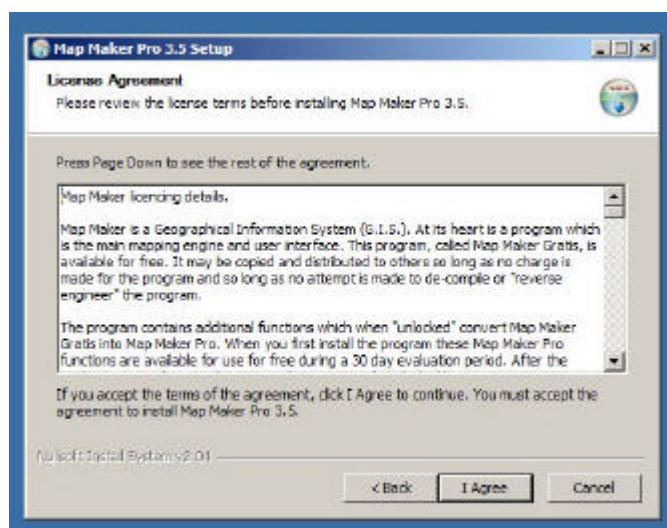 Map Maker Pro 3.5 Setup
License Agreement
Please review the license terms before installing Map Maker Pro 3.5.
Press Page Down to see the rest of the agreement.
Map Maker licencing details.
Map Maker is a Geographical Information System (G.I.S.). At its heart is a program which
is the main mapping engine and user interface. This program, called Map Maker Gratis, is
available for free. It may be copied and distributed to others so long as no charge is
made for the program and so long as no attempt is made to de-compile or "reverse
engineer" the program.
The program contains additional functions which when "unlocked" convert Map Maker
Gratis into Map Maker Pro. When you first install the program these Map Maker Pro
functions are available for use for free during a 30 day evaluation period. After the
If you accept the terms of the agreement, click I Agree to continue. You must accept the
agreement to install Map Maker Pro 3.5.
Nullsoft Install System v2.01
< Back
I Agree
Cancel